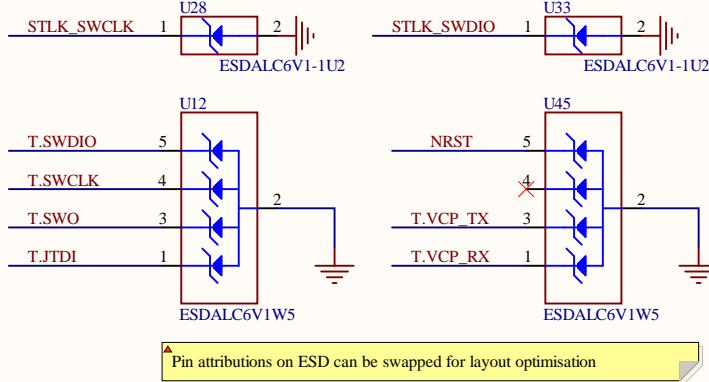 U28
U33
STLK_SWCLK 1 2
STLK_SWDIO 1 2
ESDALC6V1-1U2
ESDALC6V1-1U2
U12
U45
T.SWDIO 5
NRST 5
T.SWCLK 4
4
2
2
T.SWO 3
T.VCP_TX 3
T.JTDI 1
T.VCP_RX 1
ESDALC6V1W5
ESDALC6V1W5
Pin attributions on ESD can be swapped for layout optimisation